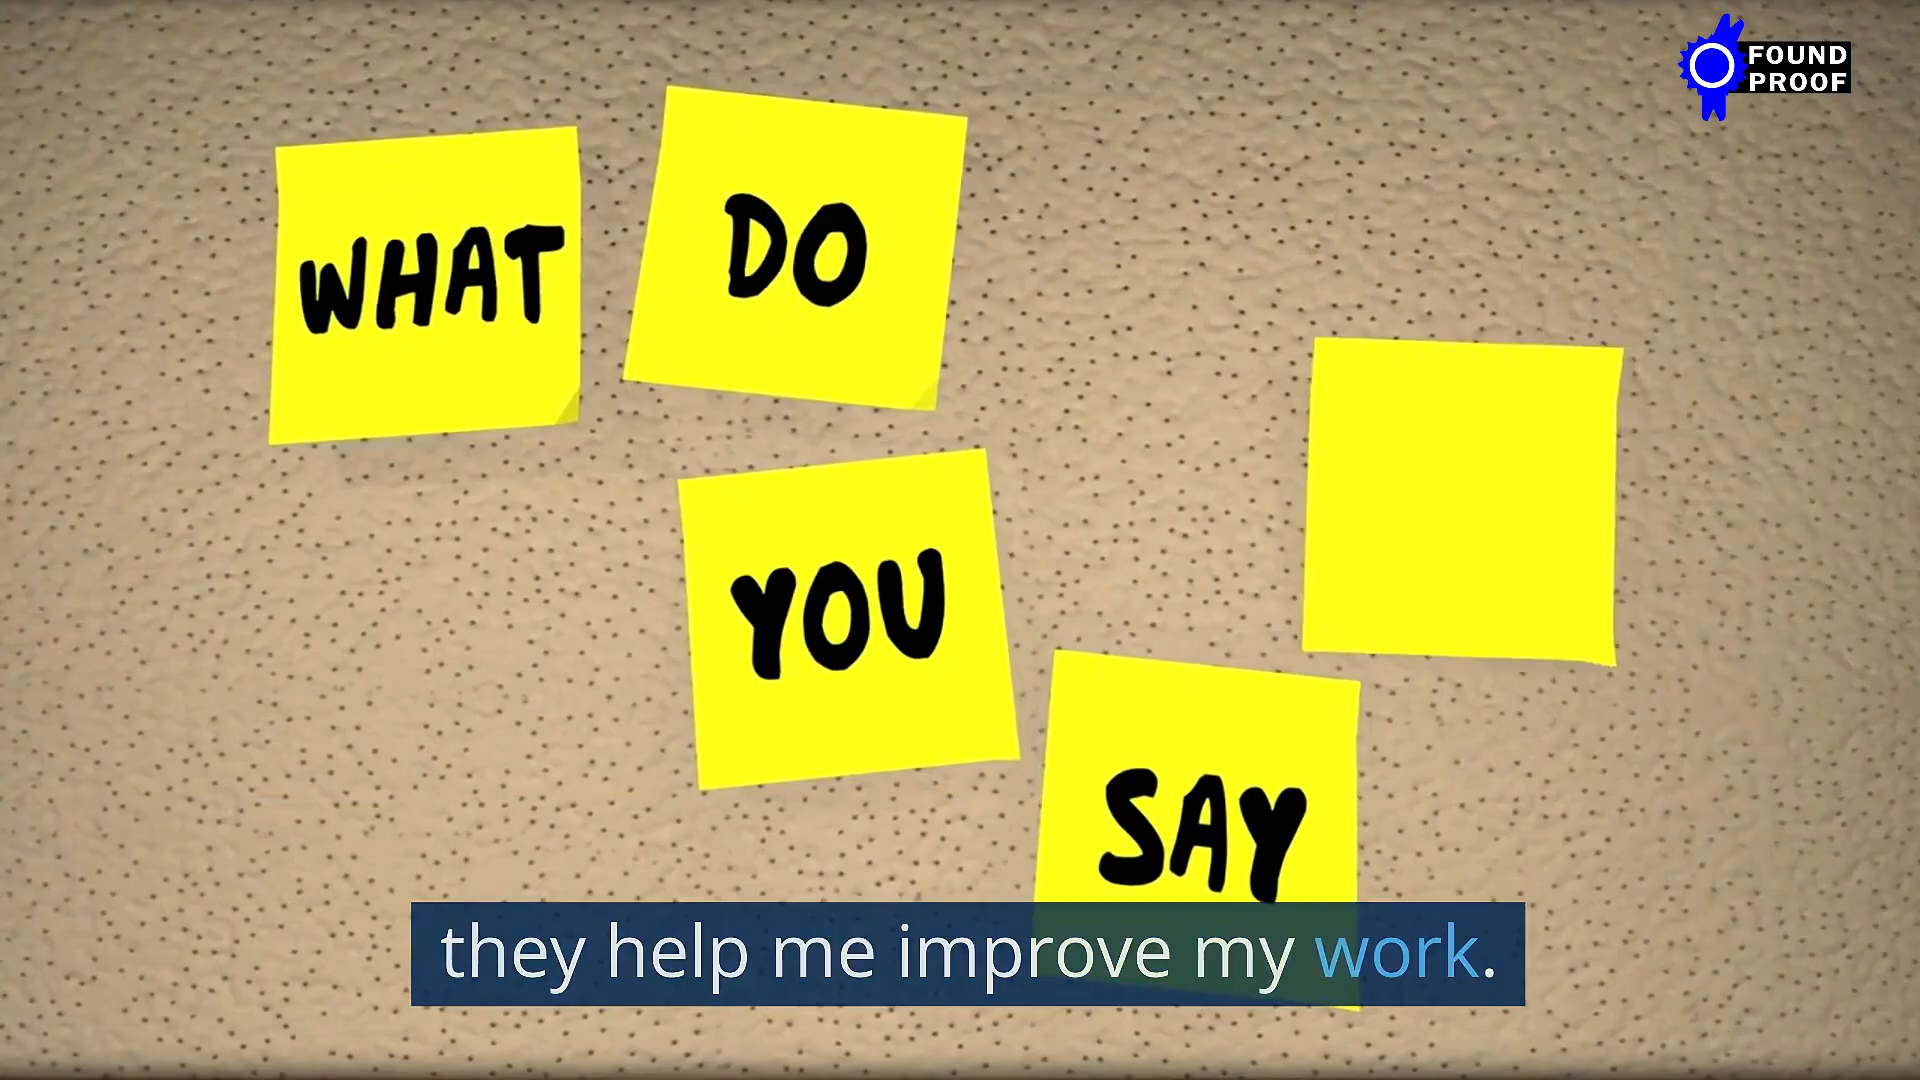 FOUND
PROOF
WHAT
DO
YOU
SAY
they help me improve my work.